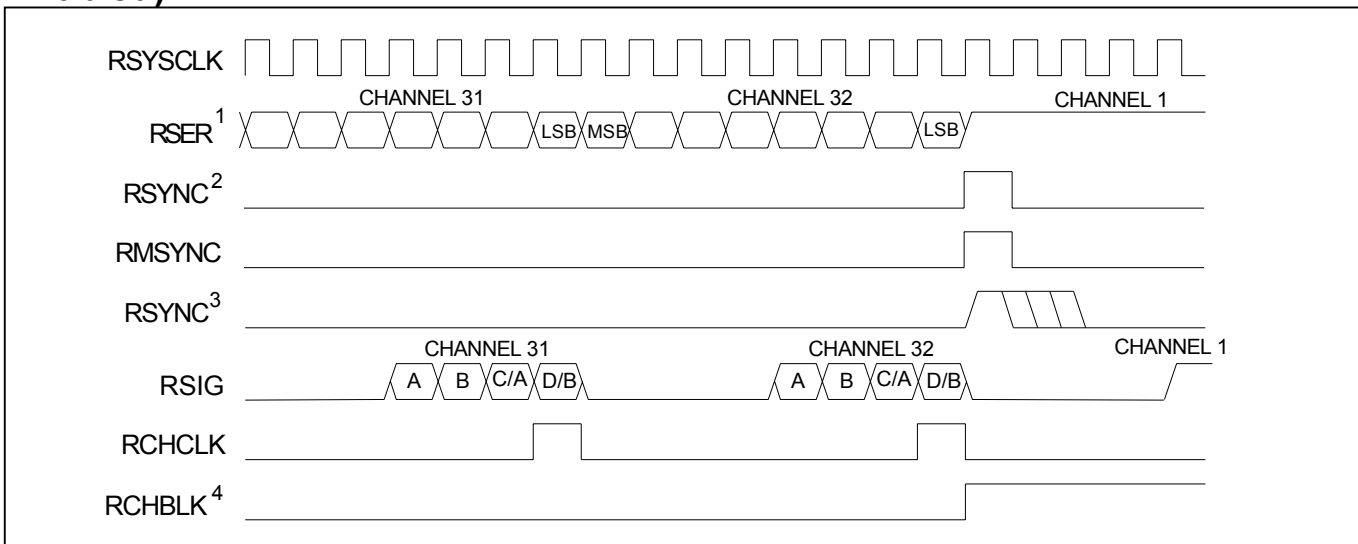 RSYSCLK
CHANNEL 31 CHANNEL 32 CHANNEL 1
RSER1 LSB MSB LSB
RSYNC2
RMSYNC
RSYNC3
CHANNEL 31 CHANNEL 32 CHANNEL 1
RSIG A B C/A D/B A B C/A D/B
RCHCLK
RCHBLK4